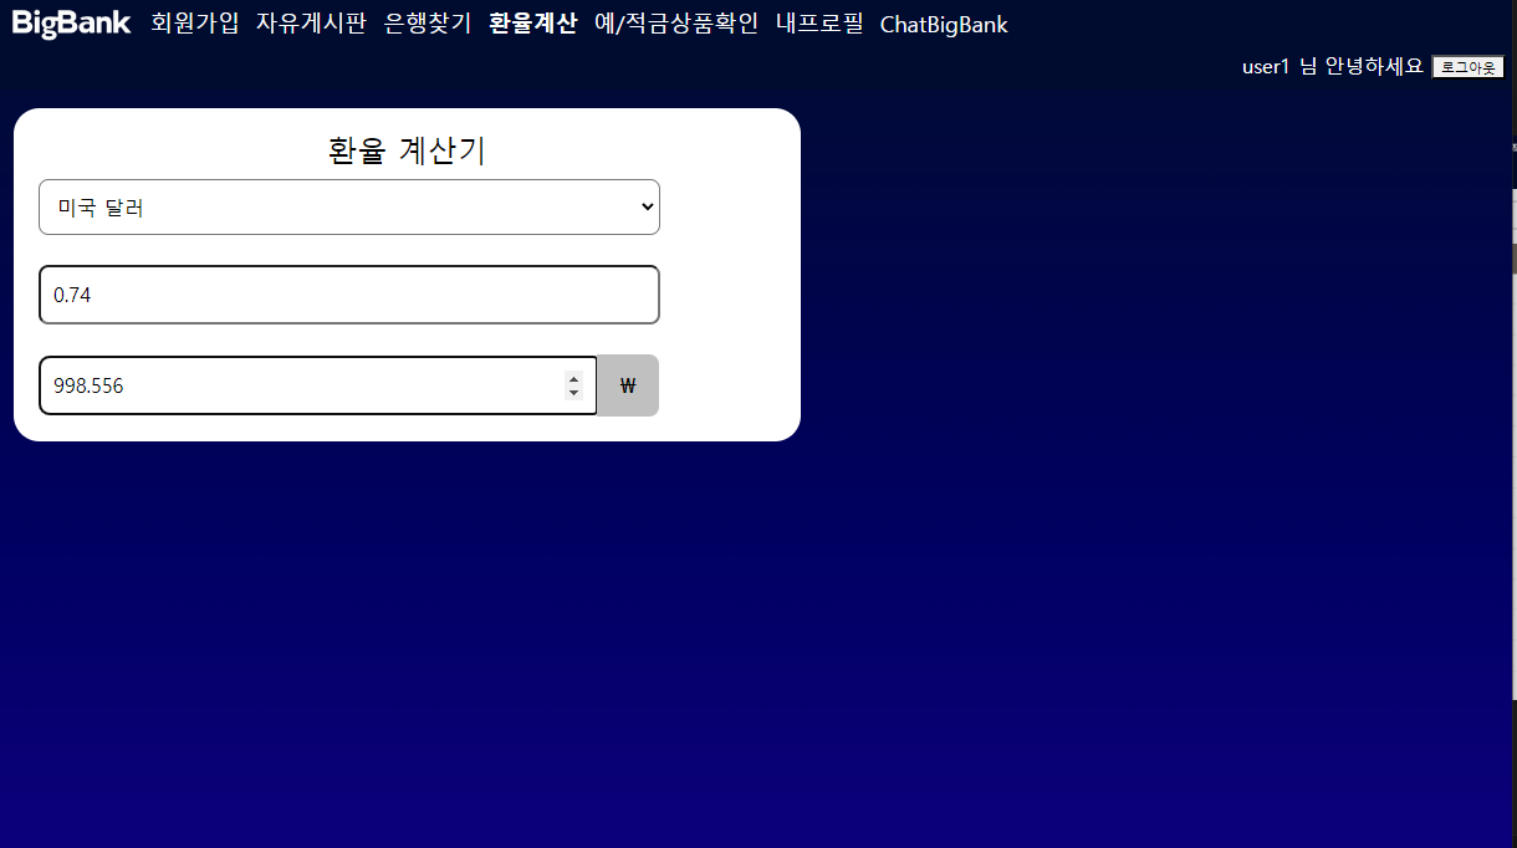 BigBank 회원가입 자유게시판 은행찾기 환율계산 예/적금상품확인 내프로필 ChatBigBank
user1 님 안녕하세요 로그아웃
환율 계산기
미국 달러
0.74
998.556 ₩